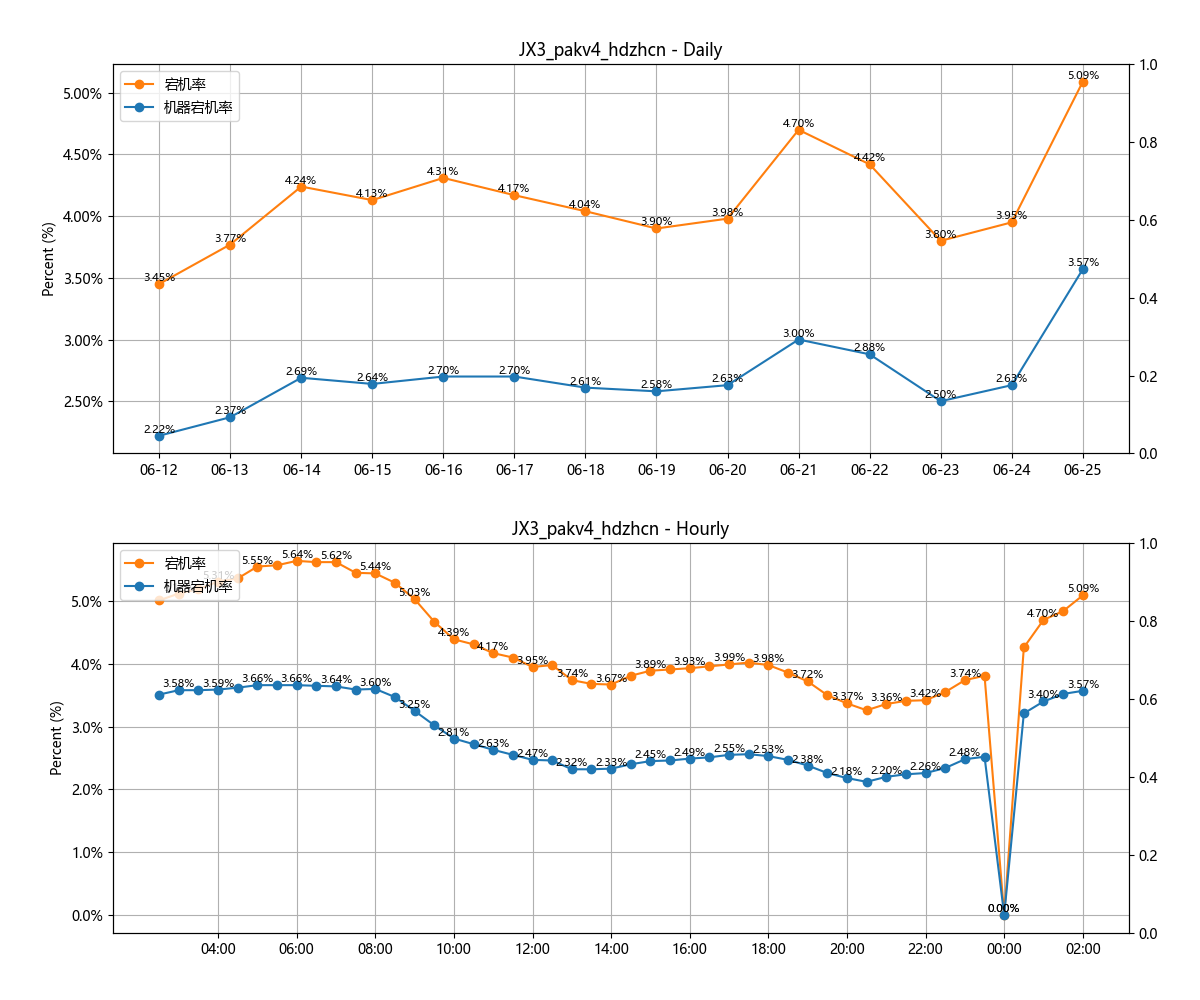 JX3_pakv4_hdzhcn - Daily
宕机率
机器宕机率
Percent (%)
5.00%
4.50%
4.00%
3.50%
3.00%
2.50%
1.0
0.8
0.6
0.4
0.2
0.0
3.45% 3.77% 4.24% 4.13% 4.31% 4.17% 4.04% 3.90% 3.98% 4.70% 4.42% 3.80% 3.95% 5.09%
2.22% 2.37% 2.69% 2.64% 2.70% 2.70% 2.61% 2.58% 2.63% 3.00% 2.88% 2.50% 2.63% 3.57%
06-12 06-13 06-14 06-15 06-16 06-17 06-18 06-19 06-20 06-21 06-22 06-23 06-24 06-25
JX3_pakv4_hdzhcn - Hourly
宕机率
机器宕机率
Percent (%)
5.0%
4.0%
3.0%
2.0%
1.0%
0.0%
1.0
0.8
0.6
0.4
0.2
0.0
5.31% 5.55% 5.64% 5.62% 5.44% 5.03% 4.39% 4.17% 3.95% 3.74% 3.67% 3.89% 3.93% 3.99% 3.98% 3.72% 3.37% 3.36% 3.42% 3.74% 0.00% 4.70% 5.09%
3.58% 3.59% 3.66% 3.66% 3.64% 3.60% 3.25% 2.81% 2.63% 2.47% 2.32% 2.33% 2.45% 2.49% 2.55% 2.53% 2.38% 2.18% 2.20% 2.26% 2.48% 0.00% 3.40% 3.57%
04:00 06:00 08:00 10:00 12:00 14:00 16:00 18:00 20:00 22:00 00:00 02:00